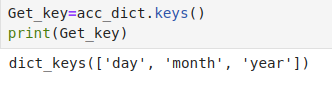 Get_key=acc_dict.keys()
print(Get_key)
dict_keys(['day', 'month', 'year'])